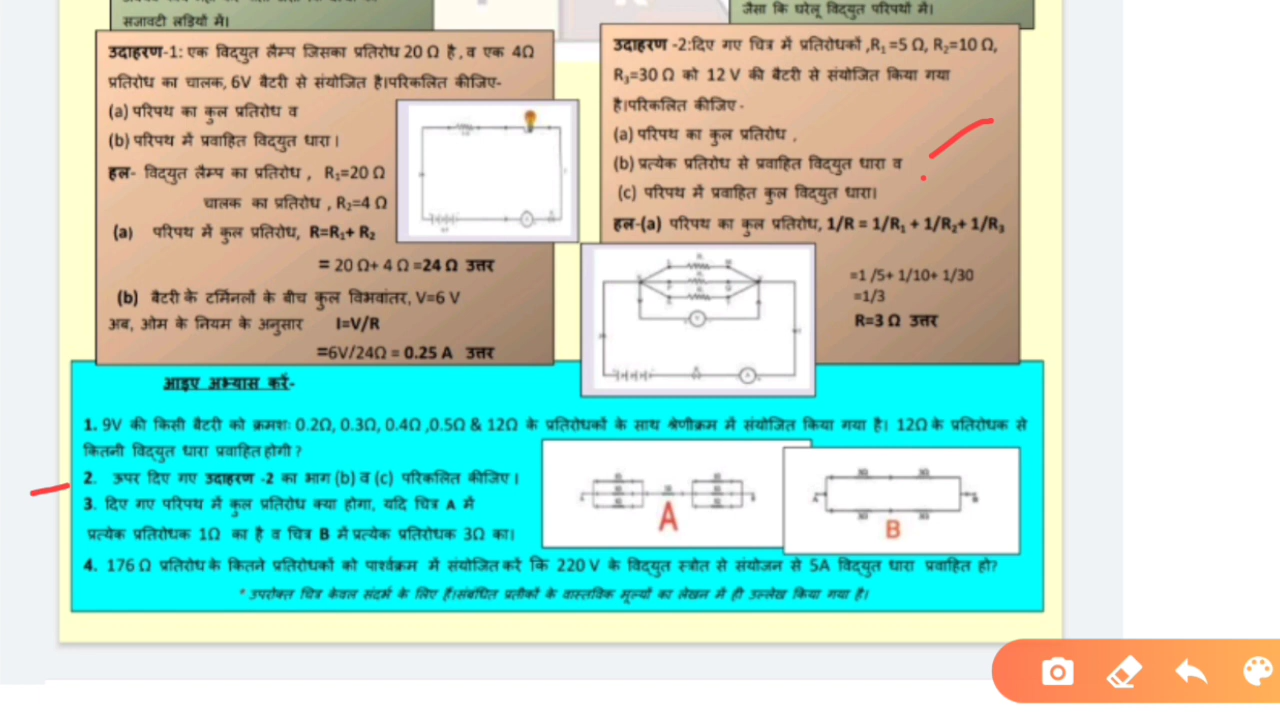 सजावटी लड़ियों में।
जैसा कि घरेलू विद्युत परिपथों में।
उदाहरण-1: एक विद्युत लैम्प जिसका प्रतिरोध 20 Ω है , व एक 4Ω
प्रतिरोध का चालक, 6V बैटरी से संयोजित है।परिकलित कीजिए-
(a) परिपथ का कुल प्रतिरोध व
(b) परिपथ में प्रवाहित विद्युत धारा।
हल- विद्युत लैम्प का प्रतिरोध , R₁=20 Ω
चालक का प्रतिरोध , R₂=4 Ω
(a) परिपथ में कुल प्रतिरोध, R=R₁+ R₂
= 20 Ω+ 4 Ω =24 Ω उत्तर
(b) बैटरी के टर्मिनलों के बीच कुल विभवांतर, V=6 V
अब, ओम के नियम के अनुसार I=V/R
=6V/24Ω = 0.25 A उत्तर
उदाहरण -2:दिए गए चित्र में प्रतिरोधकों ,R₁ =5 Ω, R₂=10 Ω,
R₃=30 Ω को 12 V की बैटरी से संयोजित किया गया
है।परिकलित कीजिए -
(a) परिपथ का कुल प्रतिरोध ,
(b) प्रत्येक प्रतिरोध से प्रवाहित विद्युत धारा व
(c) परिपथ में प्रवाहित कुल विद्युत धारा।
हल-(a) परिपथ का कुल प्रतिरोध, 1/R = 1/R₁ + 1/R₂+ 1/R₃
=1 /5+ 1/10+ 1/30
=1/3
R=3 Ω उत्तर
आइए अभ्यास करें-
1. 9V की किसी बैटरी को क्रमशः 0.2Ω, 0.3Ω, 0.4Ω ,0.5Ω & 12Ω के प्रतिरोधकों के साथ श्रेणीक्रम में संयोजित किया गया है। 12Ω के प्रतिरोधक से
कितनी विद्युत धारा प्रवाहित होगी ?
2. ऊपर दिए गए उदाहरण -2 का भाग (b) व (c) परिकलित कीजिए।
3. दिए गए परिपथ में कुल प्रतिरोध क्या होगा, यदि चित्र A में
प्रत्येक प्रतिरोधक 1Ω का है व चित्र B में प्रत्येक प्रतिरोधक 3Ω का।
A
A
B
B
4. 176 Ω प्रतिरोध के कितने प्रतिरोधकों को पार्श्वक्रम में संयोजित करें कि 220 V के विद्युत स्त्रोत से संयोजन से 5A विद्युत धारा प्रवाहित हो?
* उपरोक्त चित्र केवल संदर्भ के लिए हैं।संबंधित प्रतीकों के वास्तविक मूल्यों का लेखन में ही उल्लेख किया गया है।